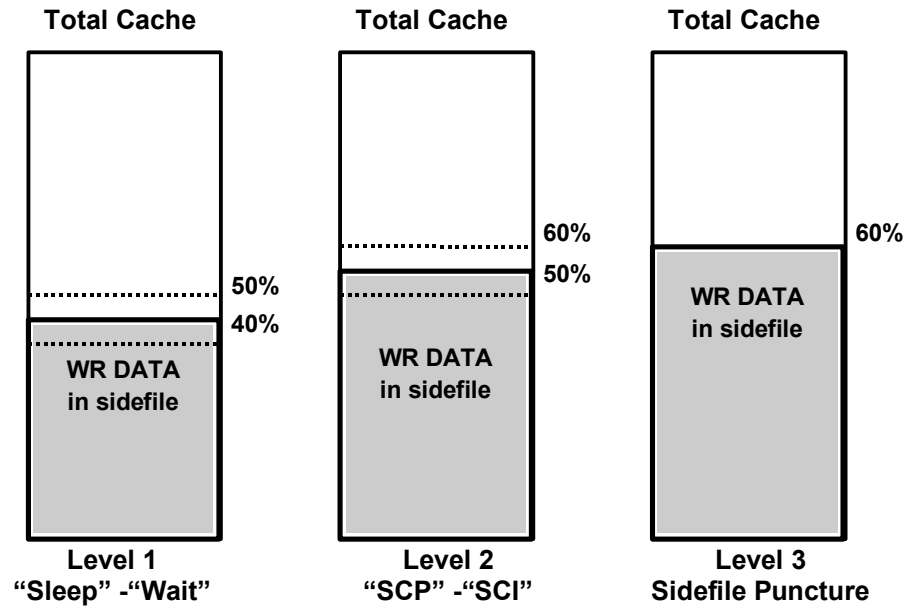 Total Cache
50%
40%
WR DATA
in sidefile
Level 1
“Sleep” -“Wait”
Total Cache
60%
50%
WR DATA
in sidefile
Level 2
“SCP” -“SCI”
Total Cache
60%
WR DATA
in sidefile
Level 3
Sidefile Puncture